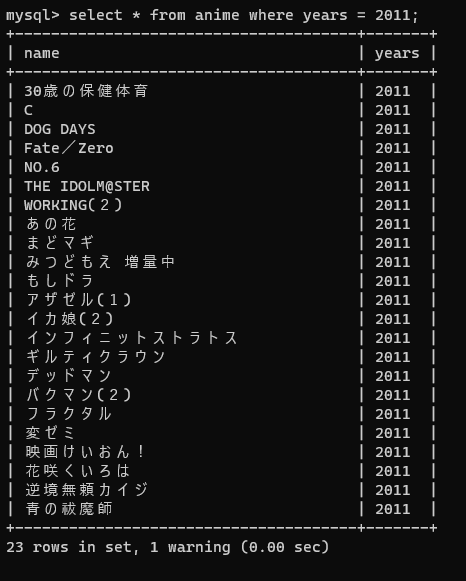 mysql> select * from anime where years = 2011;
+--------------------------------------+-------+
| name                                 | years |
+--------------------------------------+-------+
| 30歳の保健体育 | 2011 |
| C | 2011 |
| DOG DAYS | 2011 |
| Fate／Zero | 2011 |
| NO.6 | 2011 |
| THE IDOLM@STER | 2011 |
| WORKING(２) | 2011 |
| あの花 | 2011 |
| まどマギ | 2011 |
| みつどもえ 増量中 | 2011 |
| もしドラ | 2011 |
| アザゼル(１) | 2011 |
| イカ娘(２) | 2011 |
| インフィニットストラトス | 2011 |
| ギルティクラウン | 2011 |
| デッドマン | 2011 |
| バクマン(２) | 2011 |
| フラクタル | 2011 |
| 変ゼミ | 2011 |
| 映画けいおん！ | 2011 |
| 花咲くいろは | 2011 |
| 逆境無頼カイジ | 2011 |
| 青の祓魔師 | 2011 |
+--------------------------------------+-------+
23 rows in set, 1 warning (0.00 sec)